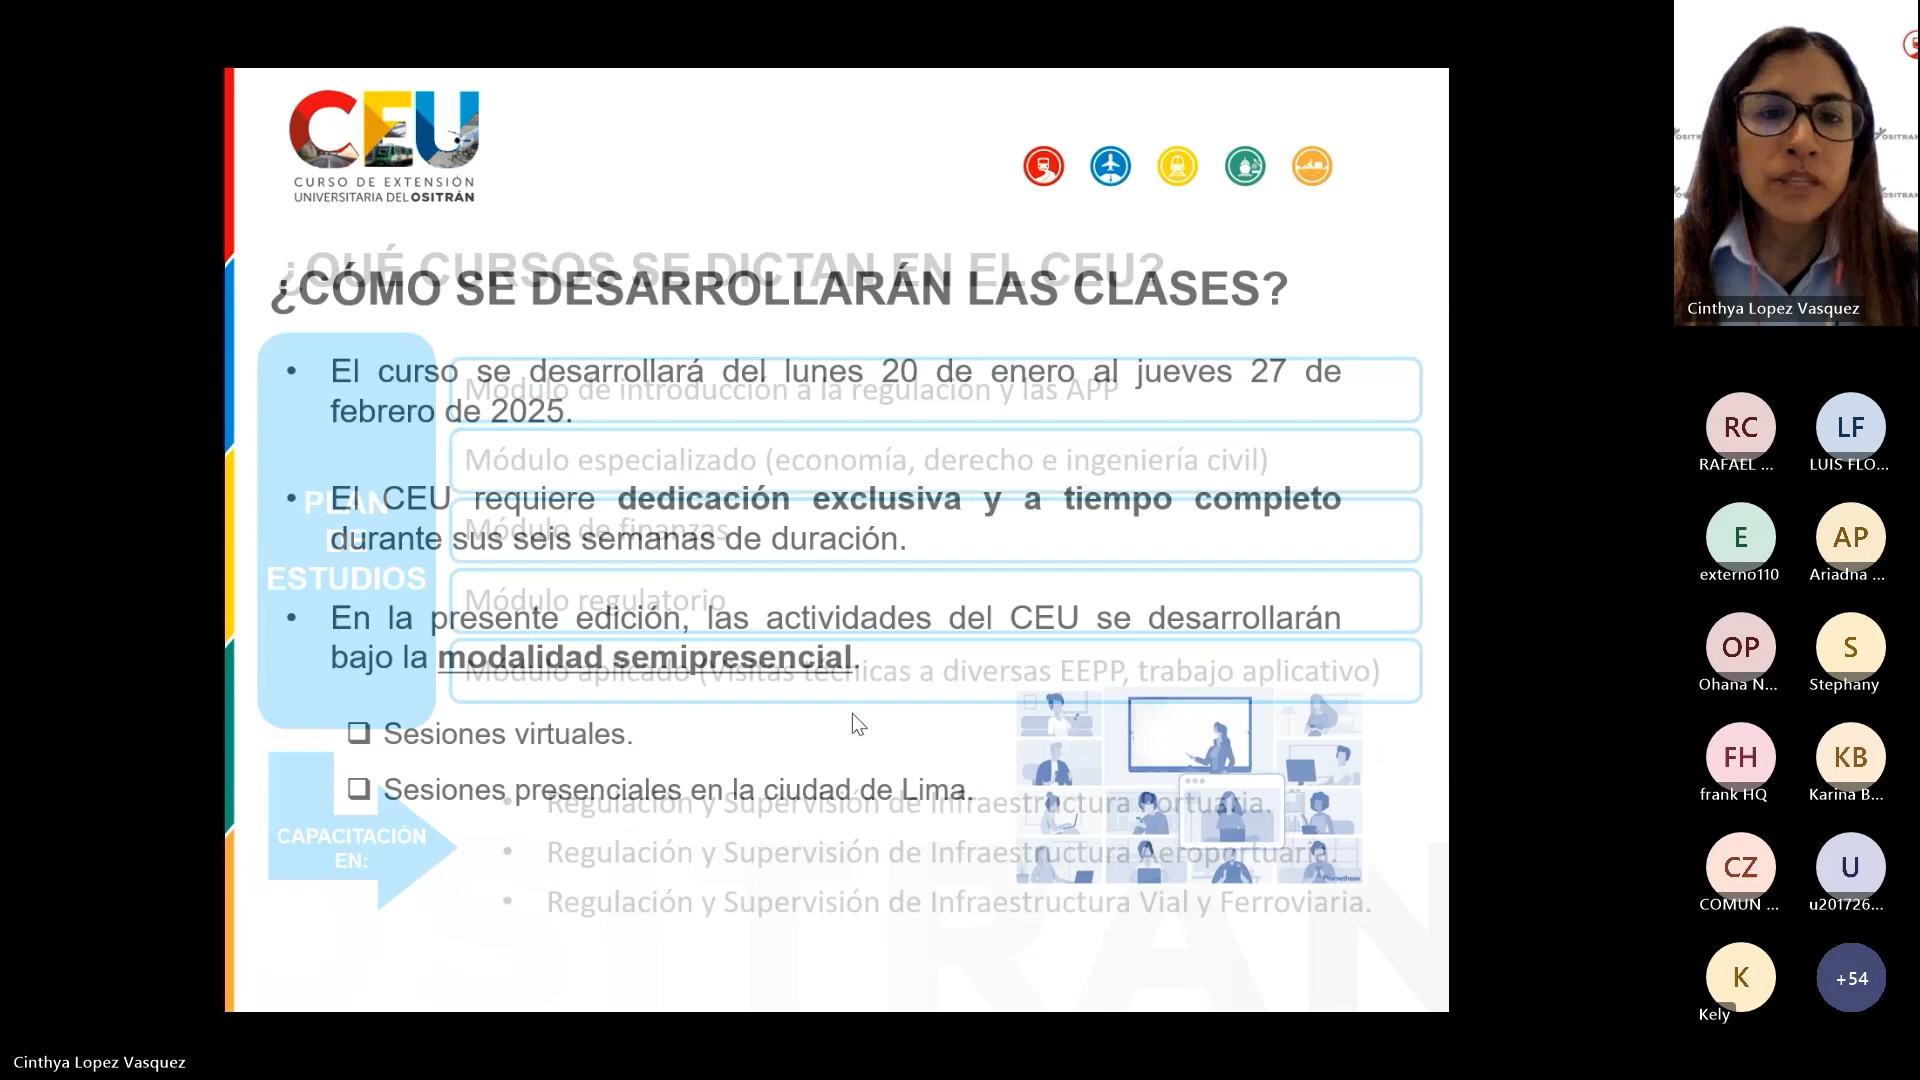 CEU
CURSO DE EXTENSIÓN
UNIVERSITARIA DEL OSITRÁN
¿QUÉ CURSOS SE DICTAN EN EL CEU?
¿CÓMO SE DESARROLLARÁN LAS CLASES?
• El curso se desarrollará del lunes 20 de enero al jueves 27 de
febrero de 2025.
• El CEU requiere dedicación exclusiva y a tiempo completo
durante sus seis semanas de duración.
• En la presente edición, las actividades del CEU se desarrollarán
bajo la modalidad semipresencial.
❑ Sesiones virtuales.
❑ Sesiones presenciales en la ciudad de Lima.
PLAN
DE
ESTUDIOS
Módulo de introducción a la regulación y las APP
Módulo especializado (economía, derecho e ingeniería civil)
Módulo de finanzas
Módulo regulatorio
Módulo aplicado (Visitas técnicas a diversas EEPP, trabajo aplicativo)
CAPACITACIÓN
EN:
• Regulación y Supervisión de Infraestructura Portuaria.
• Regulación y Supervisión de Infraestructura Aeroportuaria.
• Regulación y Supervisión de Infraestructura Vial y Ferroviaria.
Promethean
OSITRAN
OSITRAN
OSITRAN
Cinthya Lopez Vasquez
RC
RAFAEL ...
LF
LUIS FLO...
E
externo110
AP
Ariadna ...
OP
Ohana N...
S
Stephany
FH
frank HQ
KB
Karina B...
CZ
COMUN ...
U
u201726...
K
Kely
+54
Cinthya Lopez Vasquez